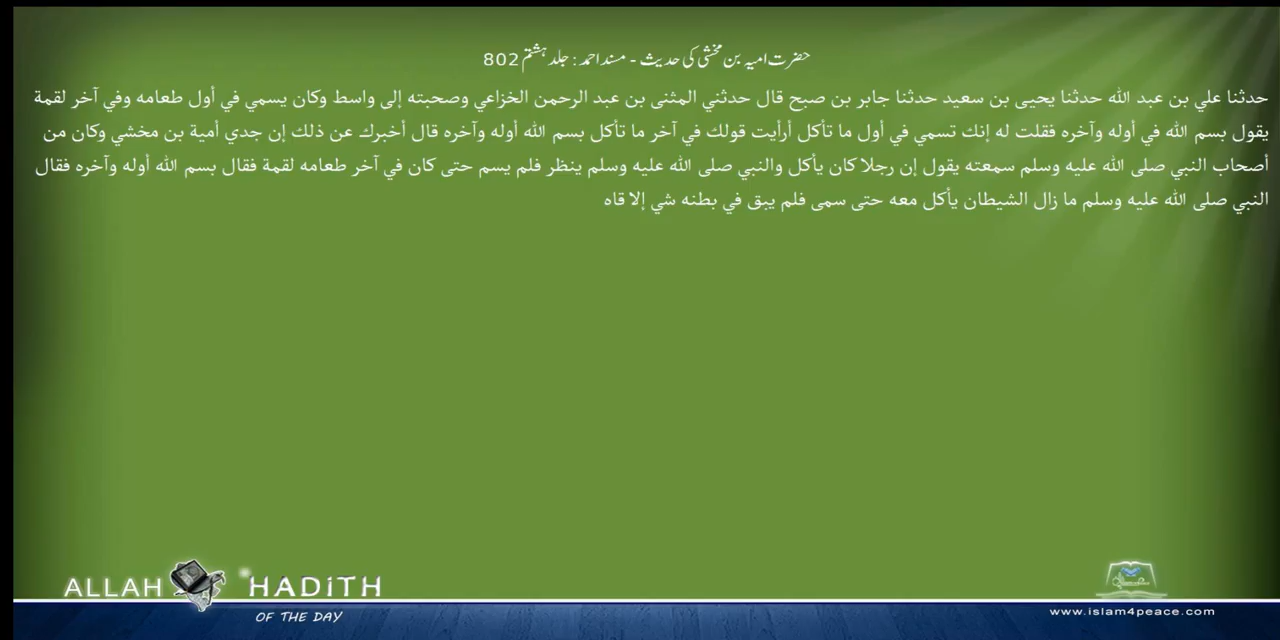 حضرت امیہ بن مخشی کی حدیث - مسند احمد: جلد ہشتم 802
حدثنا علي بن عبد الله حدثنا يحيى بن سعيد حدثنا جابر بن صبح قال حدثني المثنى بن عبد الرحمن الخزاعي وصحبته إلى واسط وكان يسمي في أول طعامه وفي آخر لقمة
يقول بسم الله في أوله وآخره فقلت له إنك تسمي في أول ما تأكل أرأيت قولك في آخر ما تأكل بسم الله أوله وآخره قال أخبرك عن ذلك إن جدي أمية بن مخشي وكان من
أصحاب النبي صلى الله عليه وسلم سمعته يقول إن رجلا كان يأكل والنبي صلى الله عليه وسلم ينظر فلم يسم حتى كان في آخر طعامه لقمة فقال بسم الله أوله وآخره فقال
النبي صلى الله عليه وسلم ما زال الشيطان يأكل معه حتى سمى فلم يبق في بطنه شي إلا قاه
ALLAH HADITH
OF THE DAY
www.islam4peace.com